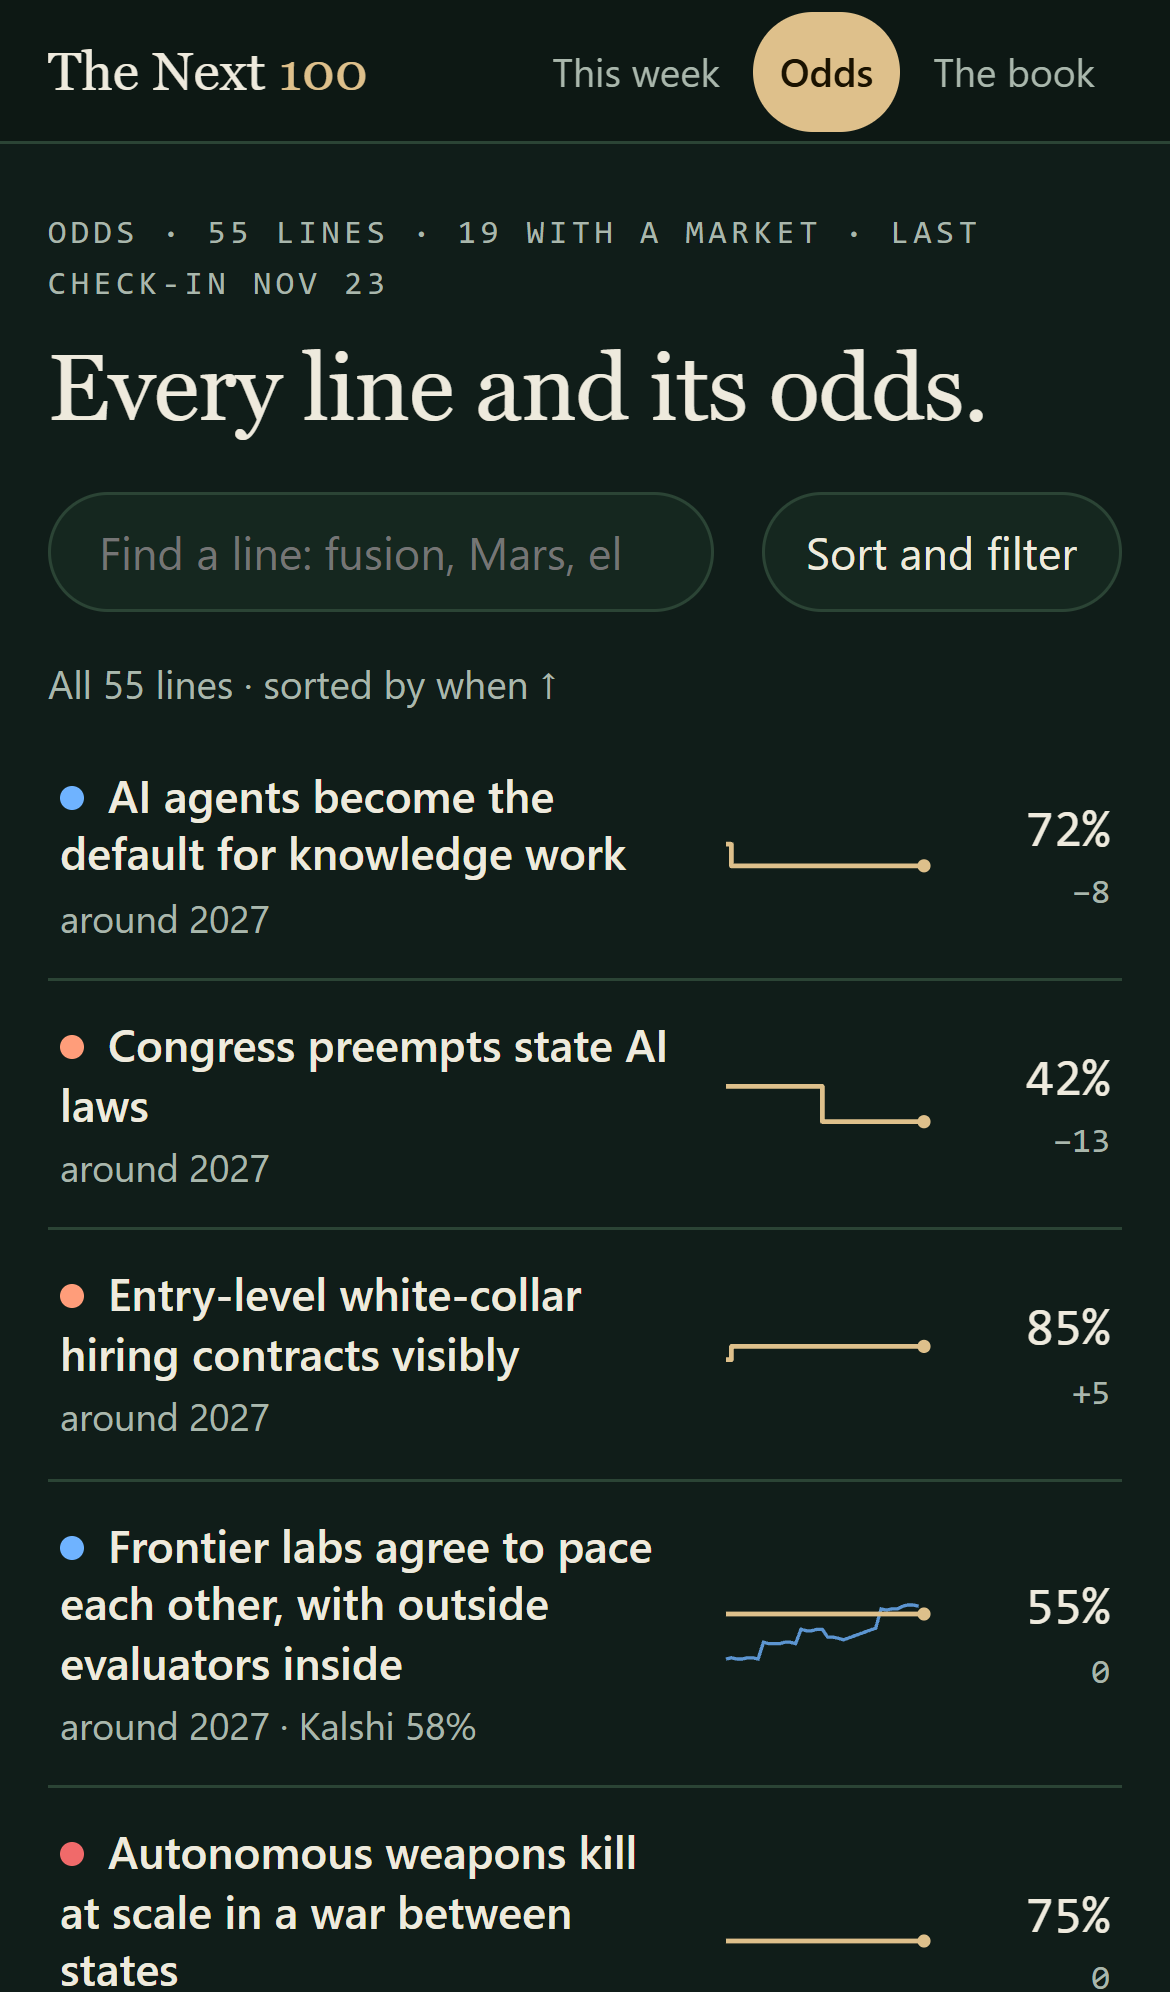 The Next 100
This week
Odds
The book
ODDS · 55 LINES · 19 WITH A MARKET · LAST
CHECK-IN NOV 23
Every line and its odds.
Find a line: fusion, Mars, el
Sort and filter
All 55 lines · sorted by when ↑
AI agents become the
default for knowledge work
around 2027
72%
−8
Congress preempts state AI
laws
around 2027
42%
−13
Entry-level white-collar
hiring contracts visibly
around 2027
85%
+5
Frontier labs agree to pace
each other, with outside
evaluators inside
around 2027 · Kalshi 58%
55%
0
Autonomous weapons kill
at scale in a war between
states
75%
0